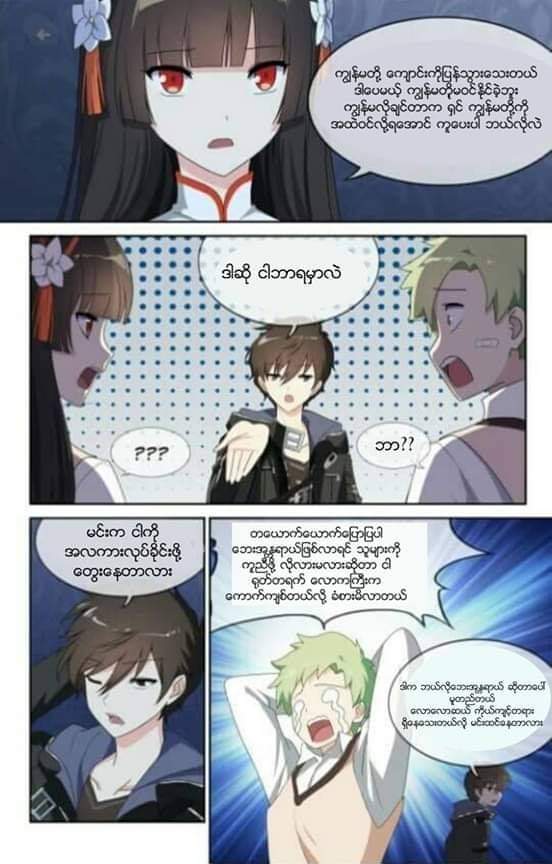 ကျွန်မတို့ ကျောင်းကိုပြန်သွားသေးတယ်
ဒါပေမယ့် ကျွန်မတို့မဝင်နိုင်ခဲ့ဘူး
ကျွန်မလိုချင်တာက ရှင် ကျွန်မတို့ကို
အထဲဝင်လို့ရအောင် ကူပေးပါ ဘယ်လိုလဲ
ဒါဆို ငါဘာရမှာလဲ
???
ဘာ??
မင်းက ငါ့ကို
အလကားလုပ်ခိုင်းဖို့
တွေးနေတာလား
တယောက်ယောက်ပြောပြပါ
ဘေးအန္တရာယ်ဖြစ်လာရင် သူများကို
ကူညီဖို့ လိုလားမလားဆိုတာ ငါ
ရုတ်တရက် လောကကြီးက
ကောက်ကျစ်တယ်လို့ ခံစားမိလာတယ်
ဒါက ဘယ်လိုဘေးအန္တရာယ် ဆိုတာပေါ်
မူတည်တယ်
လောလောဆယ် ကိုယ်ကျင့်တရား
ရှိနေသေးတယ်လို့ မင်းထင်နေတာလား